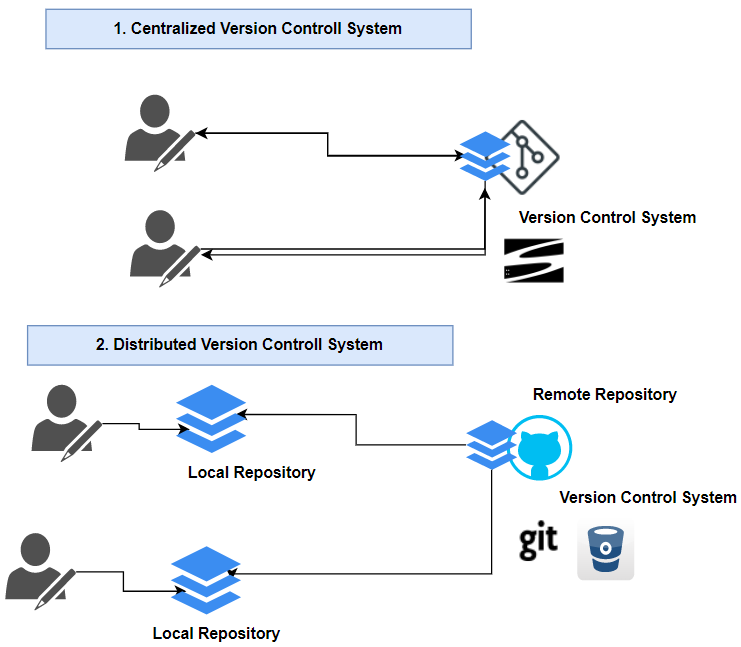 1. Centralized Version Controll System
Version Control System
2. Distributed Version Controll System
Remote Repository
Local Repository
Version Control System
git
Local Repository